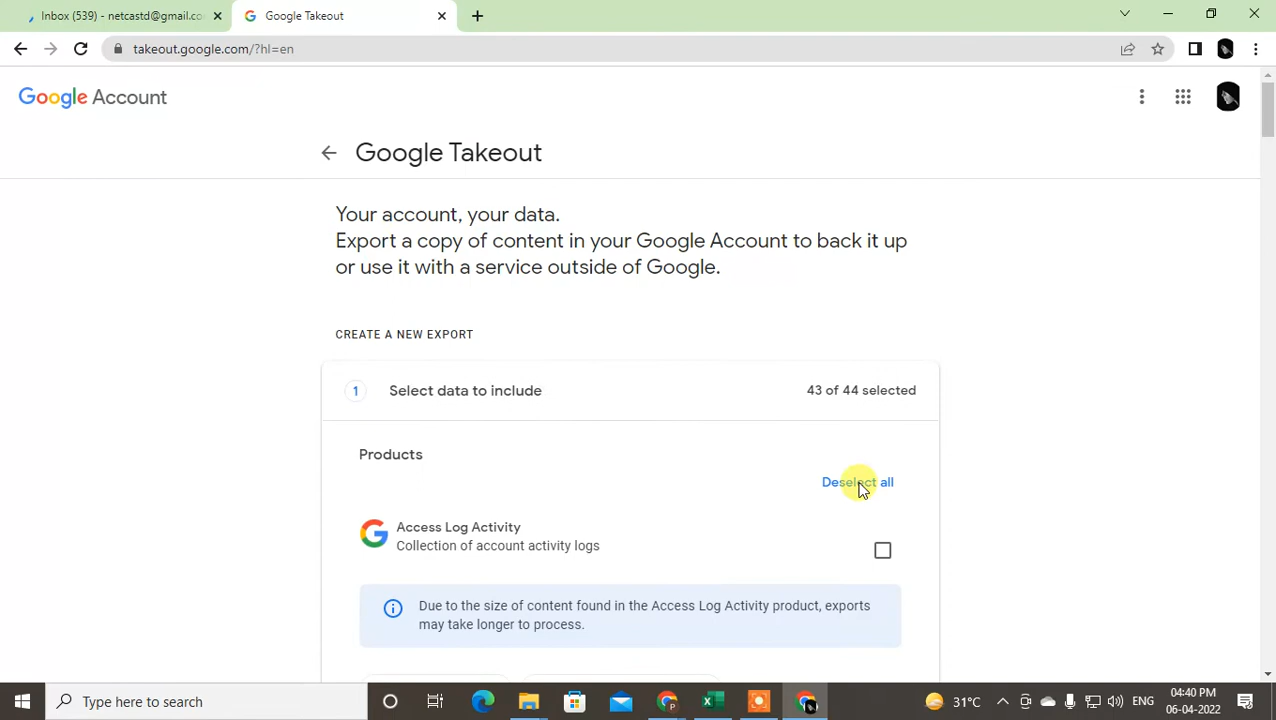 Inbox (539) - netcastd@gmail.co
Google Takeout
takeout.google.com/?hl=en
Google Account
Google Takeout
Your account, your data.
Export a copy of content in your Google Account to back it up
or use it with a service outside of Google.
CREATE A NEW EXPORT
1 Select data to include 43 of 44 selected
Products
Deselect all
Access Log Activity
Collection of account activity logs
Due to the size of content found in the Access Log Activity product, exports
may take longer to process.
Type here to search
31°C
ENG
04:40 PM
06-04-2022